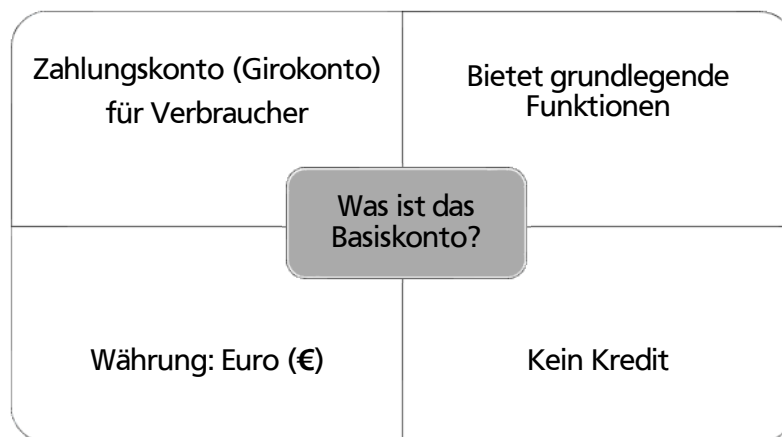 Zahlungskonto (Girokonto)
für Verbraucher
Bietet grundlegende
Funktionen
Was ist das
Basiskonto?
Währung: Euro (€)
Kein Kredit